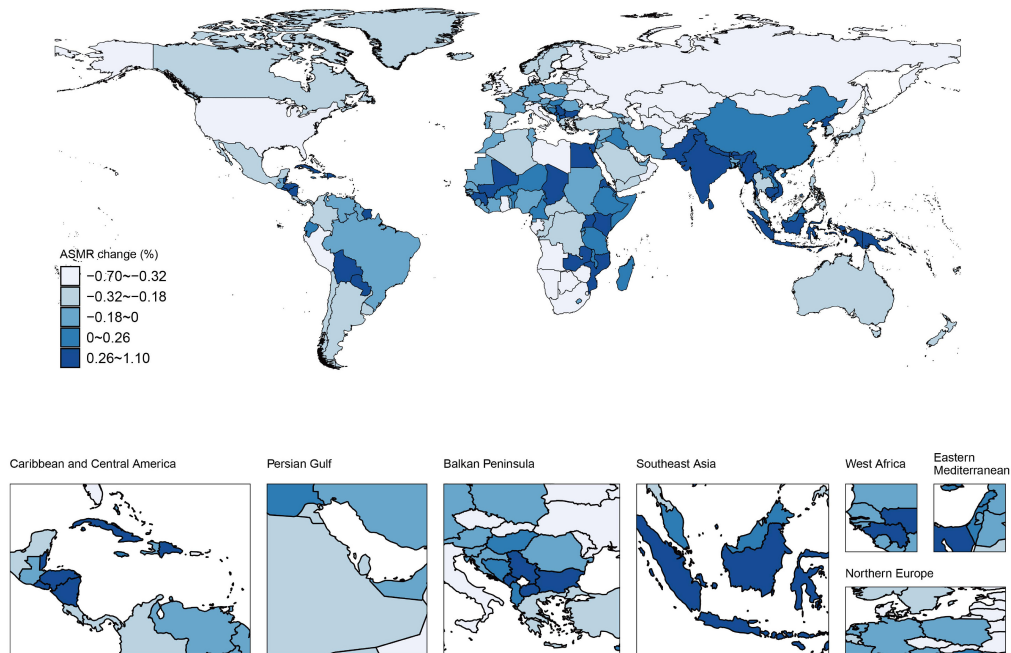 ASMR change (%)
−0.70~−0.32
−0.32~−0.18
−0.18~0
0~0.26
0.26~1.10
Caribbean and Central America
Persian Gulf
Balkan Peninsula
Southeast Asia
West Africa
Eastern
Mediterranean
Northern Europe